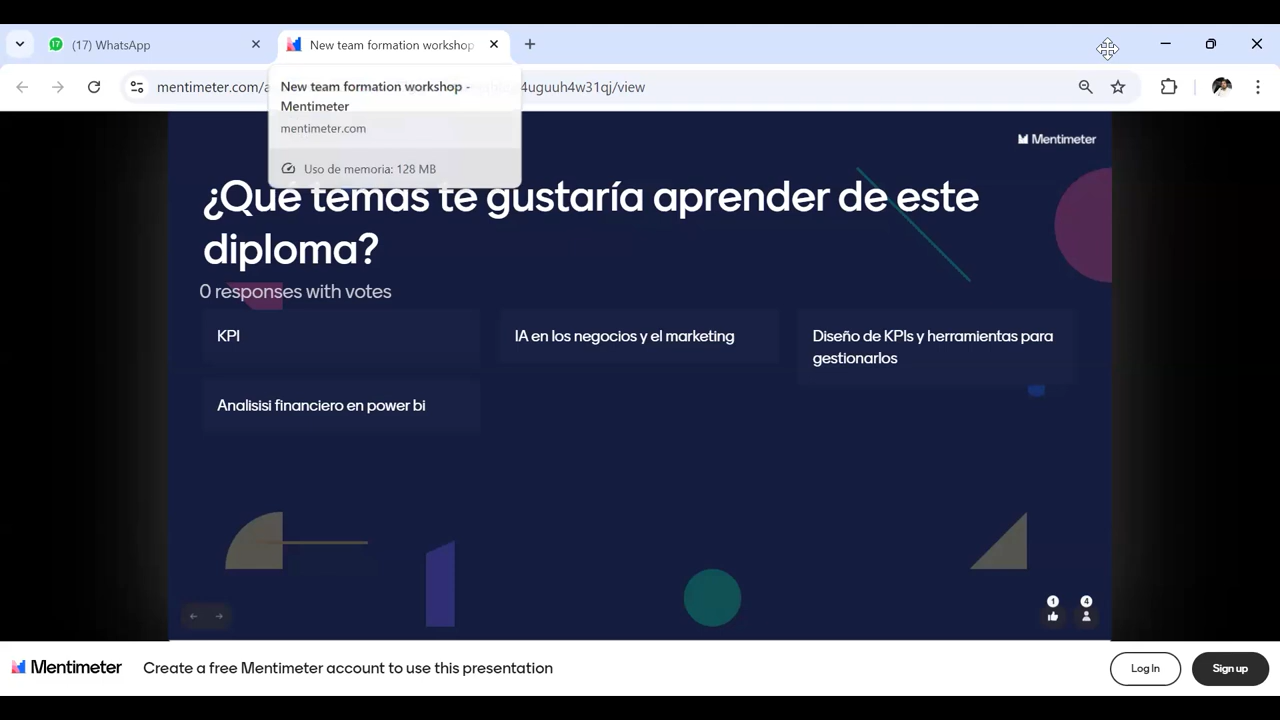 (17) WhatsApp
New team formation workshop
mentimeter.com/a
4uguuh4w31qj/view
New team formation workshop -
Mentimeter
mentimeter.com
Uso de memoria: 128 MB
Mentimeter
¿Qué temas te gustaría aprender de este
diploma?
0 responses with votes
KPI
IA en los negocios y el marketing
Diseño de KPIs y herramientas para
gestionarlos
Analisisi financiero en power bi
1
4
Mentimeter
Create a free Mentimeter account to use this presentation
Log In
Sign up